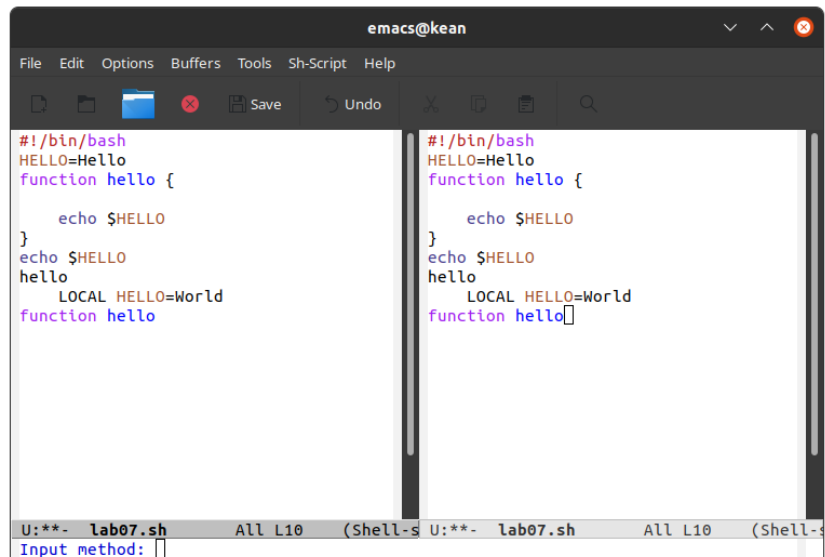 emacs@kean
File Edit Options Buffers Tools Sh-Script Help
Save Undo
#!/bin/bash
HELLO=Hello
function hello {
echo $HELLO
}
echo $HELLO
hello
LOCAL HELLO=World
function hello
U:**- lab07.sh All L10 (Shell-s
#!/bin/bash
HELLO=Hello
function hello {
echo $HELLO
}
echo $HELLO
hello
LOCAL HELLO=World
function hello
U:**- lab07.sh All L10 (Shell-s
Input method: